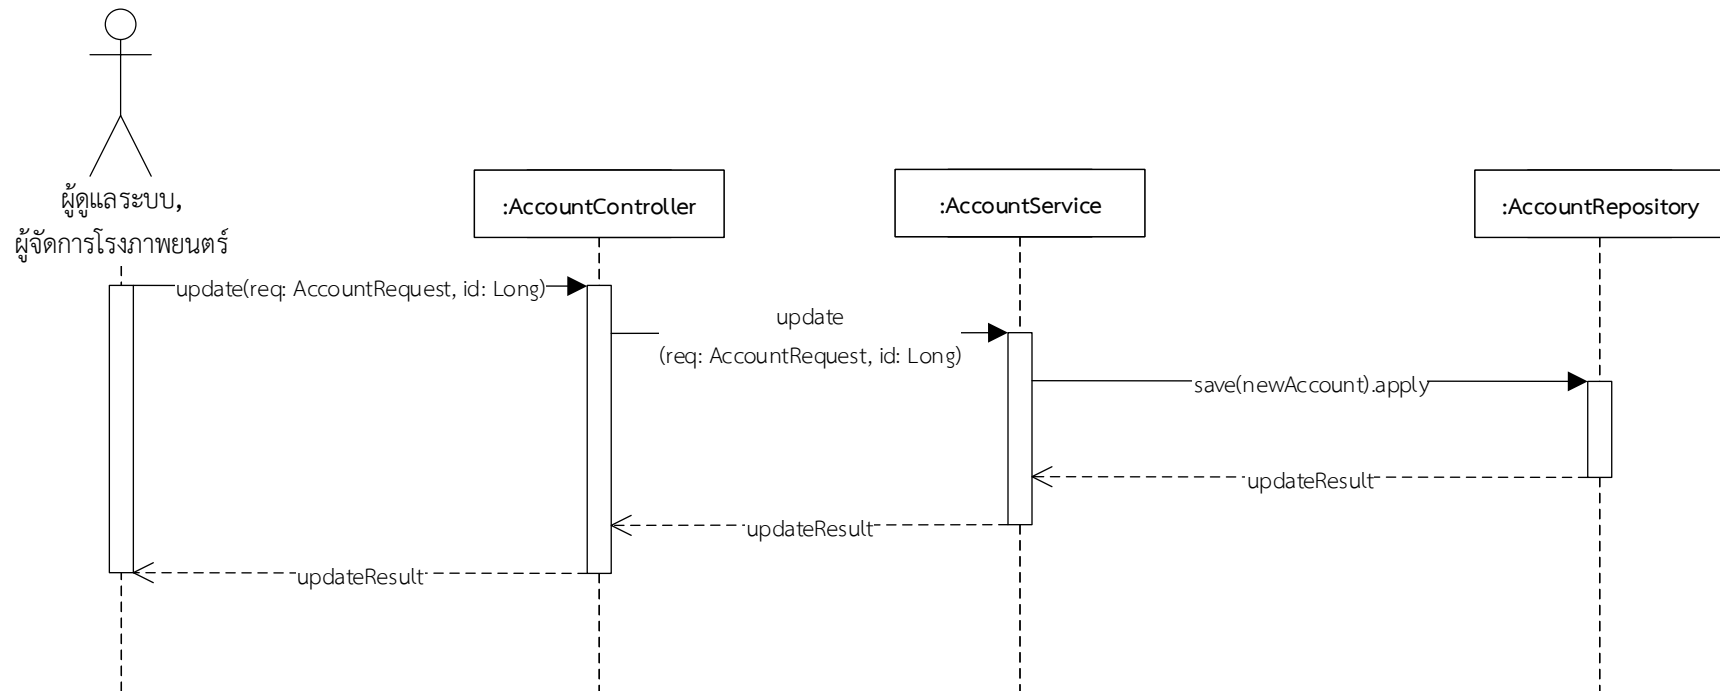 ผู้ดูแลระบบ,
ผู้จัดการโรงภาพยนตร์
:AccountController
:AccountService
:AccountRepository
update(req: AccountRequest, id: Long)
update
(req: AccountRequest, id: Long)
save(newAccount).apply
updateResult
updateResult
updateResult